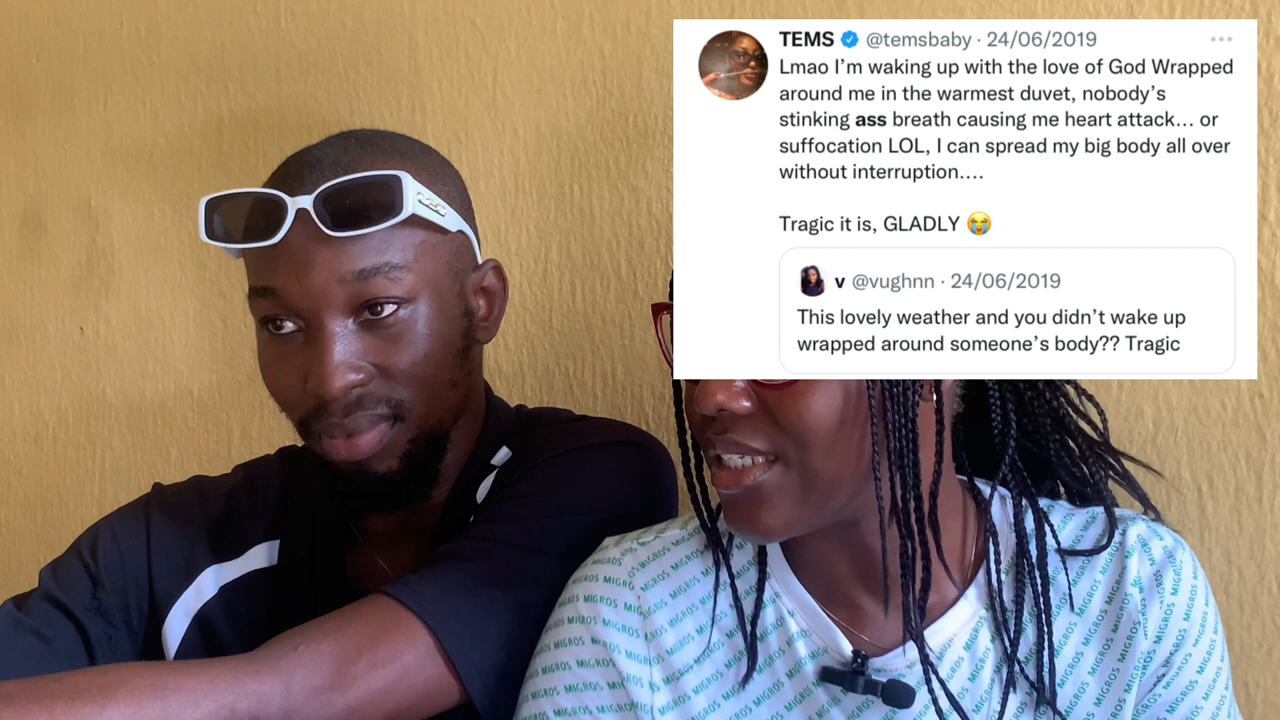 TEMS @temsbaby · 24/06/2019
Lmao I’m waking up with the love of God Wrapped
around me in the warmest duvet, nobody’s
stinking ass breath causing me heart attack... or
suffocation LOL, I can spread my big body all over
without interruption....
Tragic it is, GLADLY 😭
v @vughnn · 24/06/2019
This lovely weather and you didn’t wake up
wrapped around someone’s body?? Tragic
MIGROS MIGROS MIGROS MIGROS